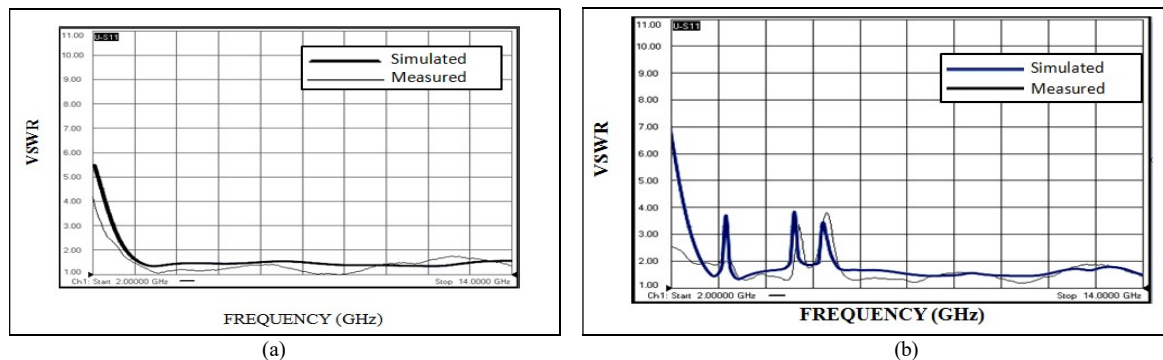 11.00
U-S11
10.00
9.00
8.00
7.00
6.00
5.00
4.00
3.00
2.00
1.00
Simulated
Measured
VSWR
Ch1: Start 2.00000 GHz
Stop 14.0000 GHz
FREQUENCY (GHz)
(a)
11.00
U-S11
10.00
9.00
8.00
7.00
6.00
5.00
4.00
3.00
2.00
1.00
Simulated
Measured
VSWR
Ch1: Start 2.00000 GHz
Stop 14.0000 GHz
FREQUENCY (GHz)
(b)